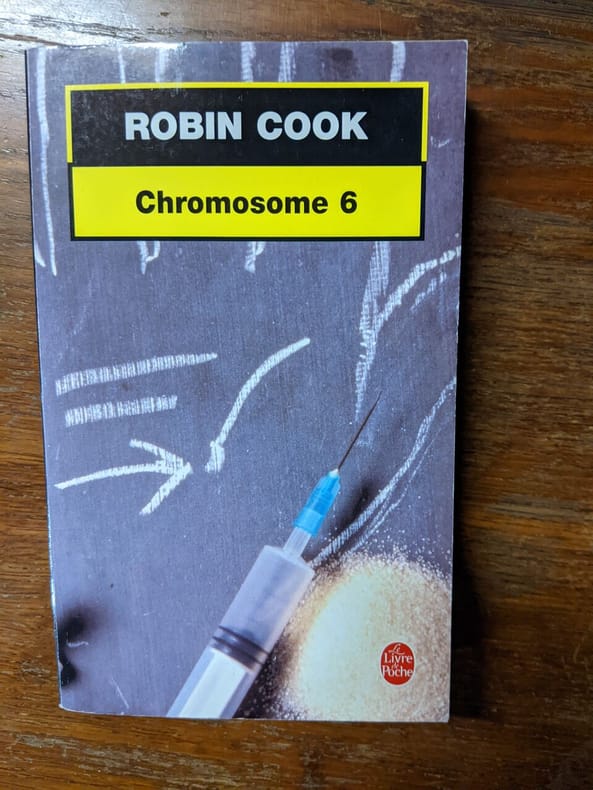 ROBIN COOK
Chromosome 6
Le
Livre
de
Poche